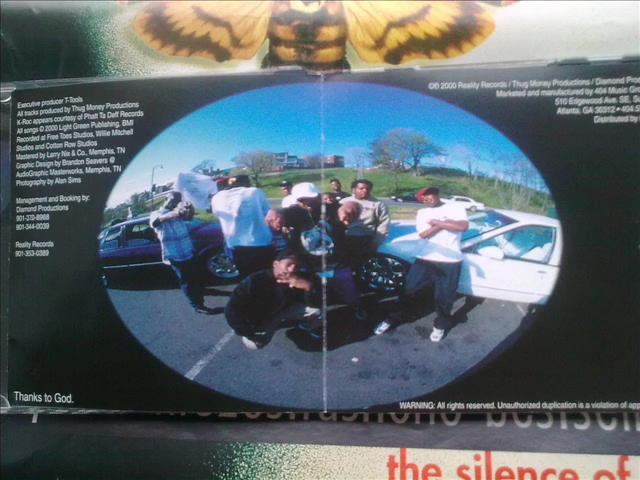 Executive producer T-Tools
All tracks produced by Thug Money Productions
K-Roc appears courtesy of Phatt Ta Deff Records
All songs © 2000 Light Green Publishing, BMI
Recorded at Free Toes Studios, Willie Mitchell
Studios and Cotton Row Studios
Mastered by Larry Nix & Co., Memphis, TN
Graphic Design by Brandon Seavers @
AudioGraphic Masterworks, Memphis, TN
Photography by Alan Sims
Management and Booking by:
Diamond Productions
901-370-8968
901-344-0039
Reality Records
901-353-0389
Thanks to God.
℗© 2000 Reality Records / Thug Money Productions / Diamond
Marketed and manufactured by 404 Music
510 Edgewood Ave. SE,
Atlanta, GA 30312 • 404
Distributed by
WARNING: All rights reserved. Unauthorized duplication is a violation of
the silence of